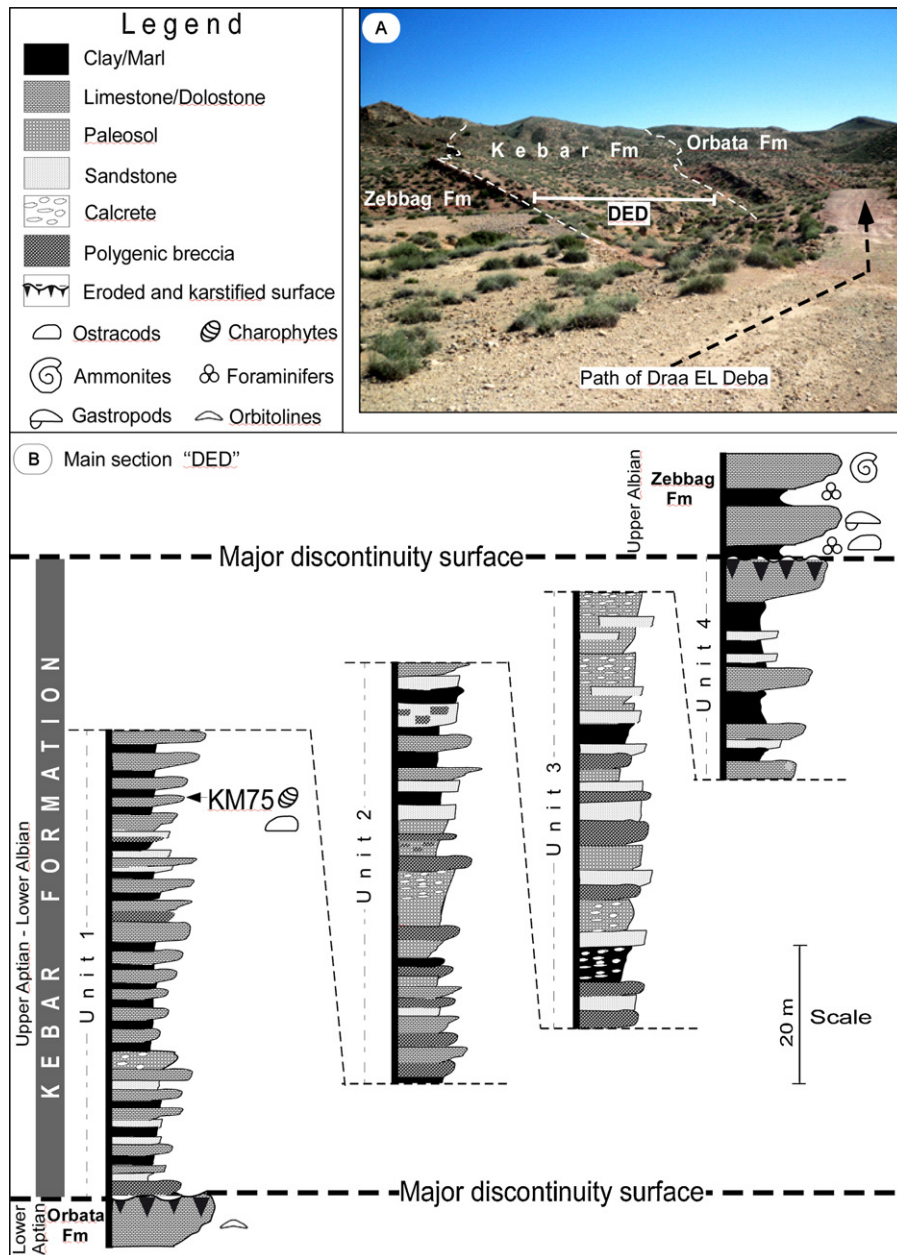 Legend
Clay/Marl
Limestone/Dolostone
Paleosol
Sandstone
Calcrete
Polygenic breccia
Eroded and karstified surface
Ostracods
Charophytes
Ammonites
Foraminifers
Gastropods
Orbitolines
A
Kebar Fm
Orbata Fm
Zebbag Fm
DED
Path of Draa EL Deba
B Main section “DED”
Upper Albian
Zebbag
Fm
Major discontinuity surface
KEBAR FORMATION
Upper Aptian - Lower Albian
Unit 1
KM75
Unit 2
Unit 3
Unit 4
20 m
Scale
Major discontinuity surface
Lower
Aptian
Orbata
Fm